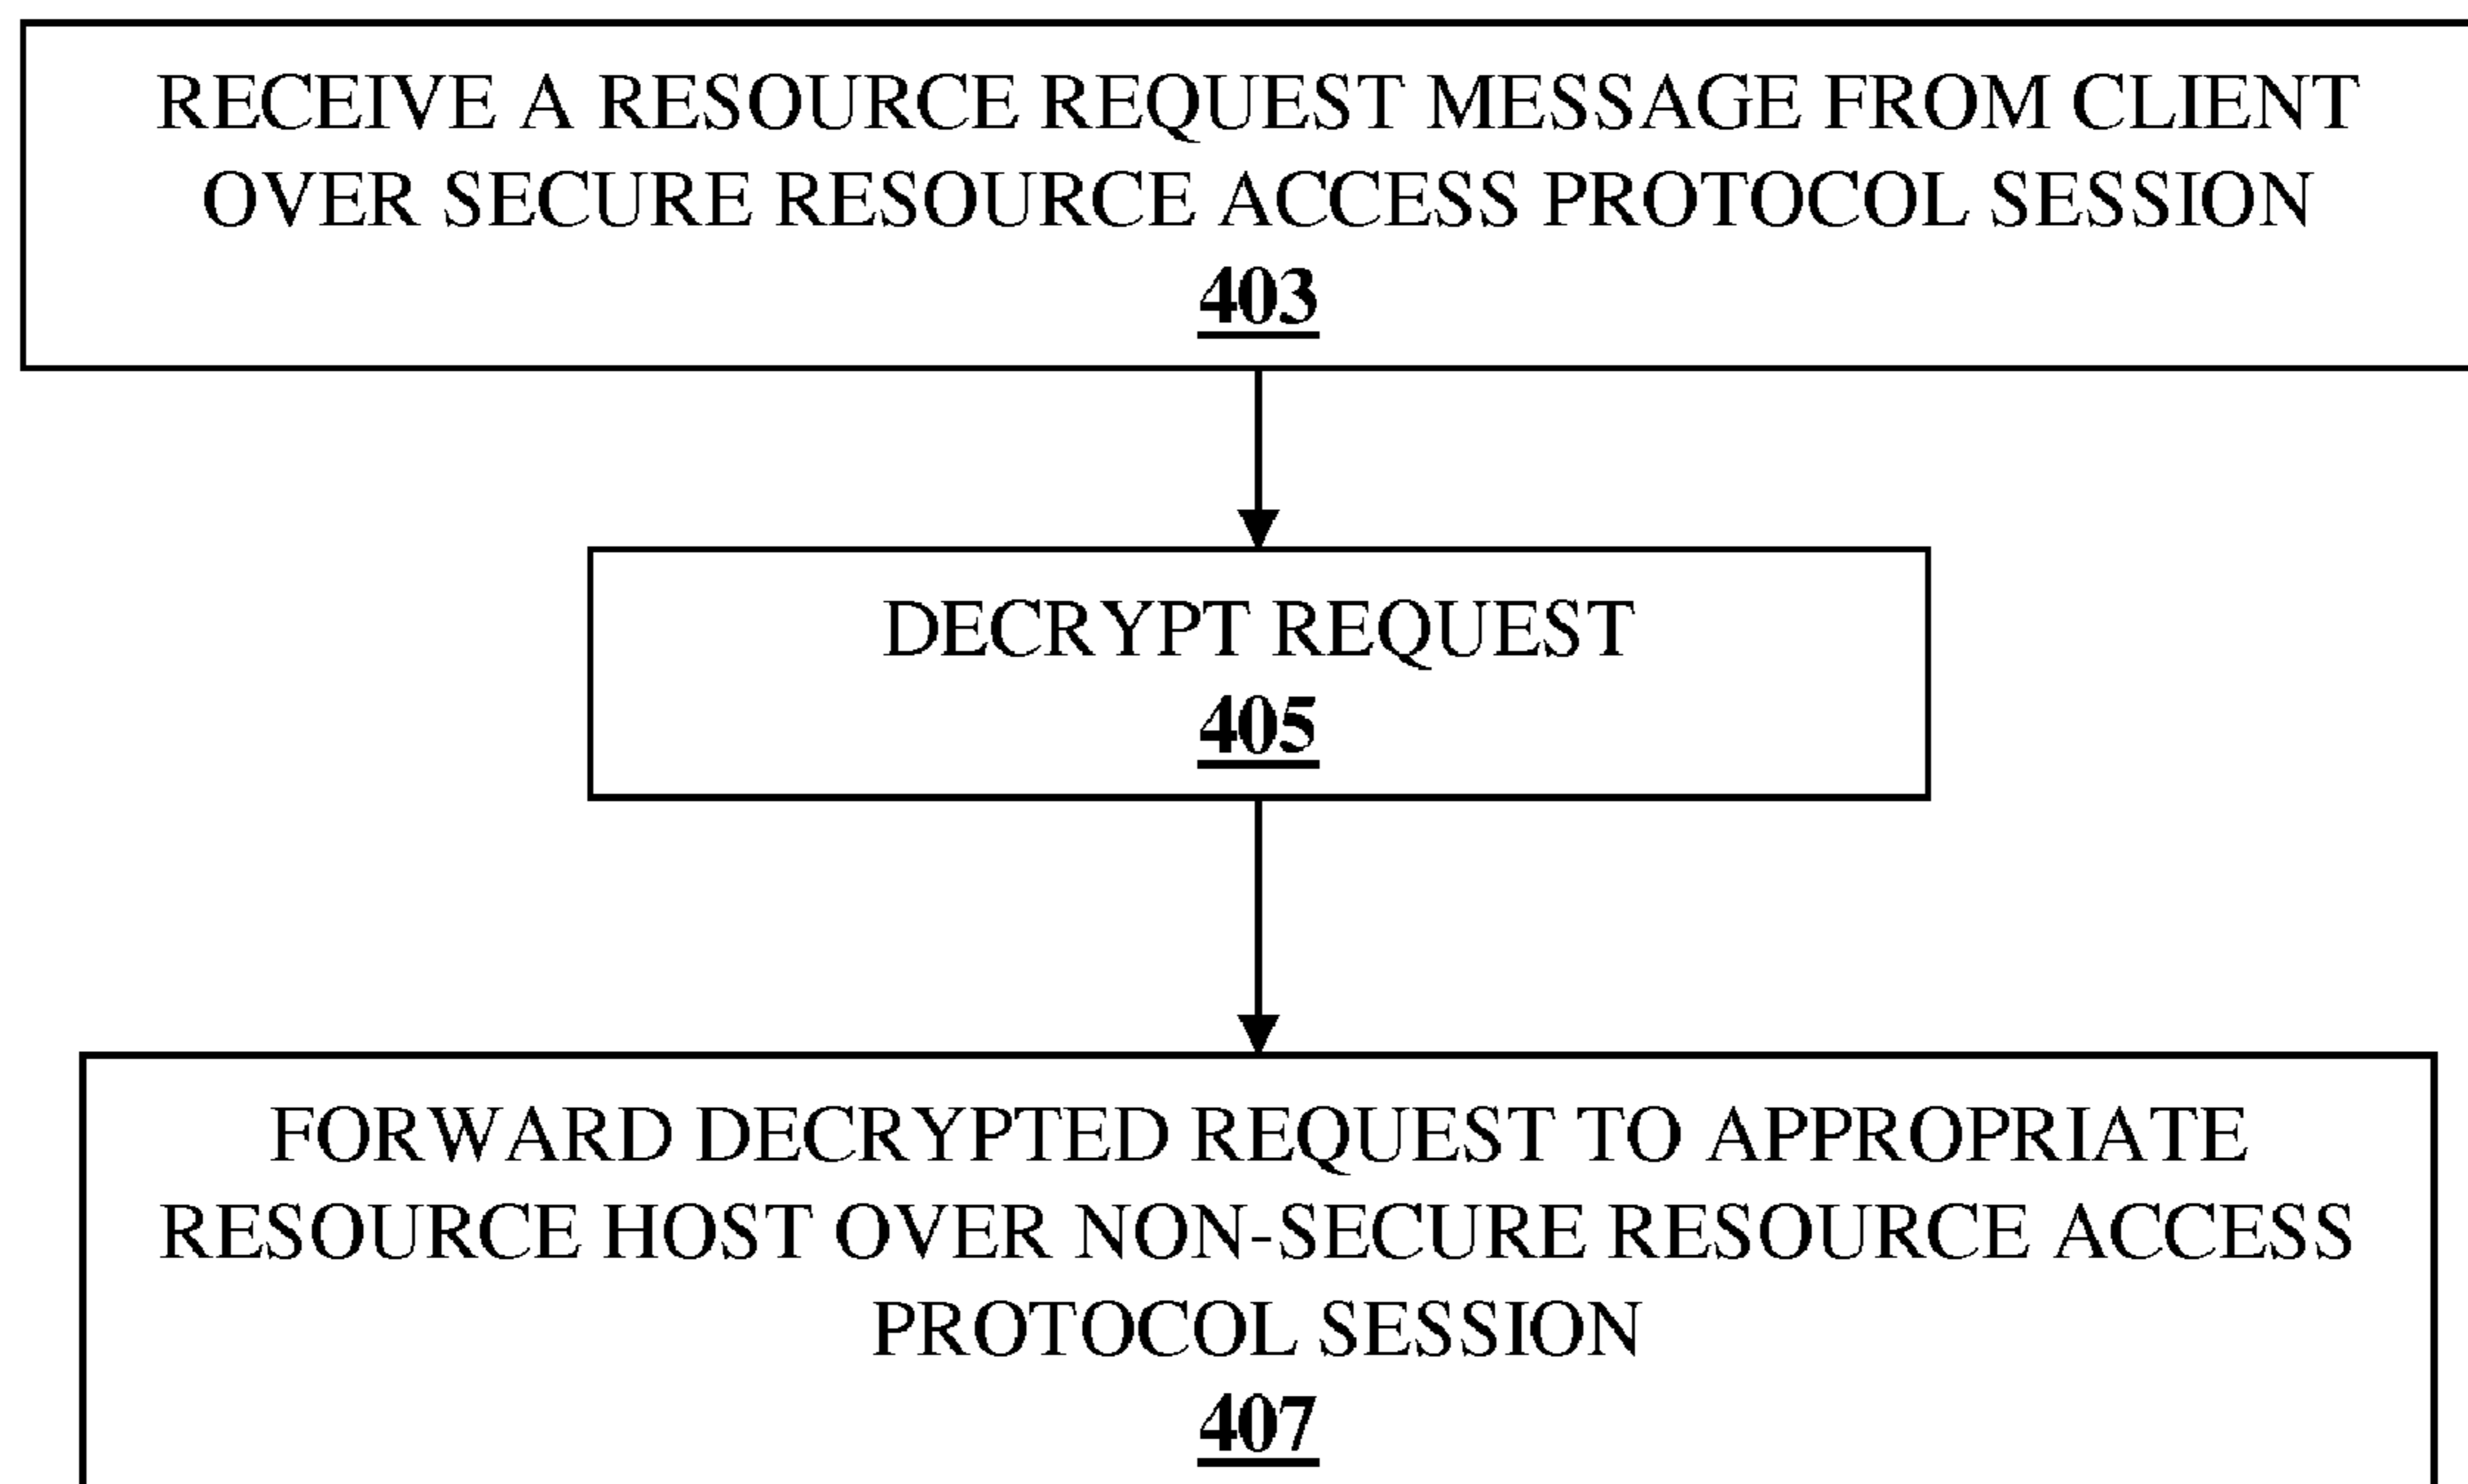 RECEIVE A RESOURCE REQUEST MESSAGE FROM CLIENT
OVER SECURE RESOURCE ACCESS PROTOCOL SESSION
403
DECRYPT REQUEST
405
FORWARD DECRYPTED REQUEST TO APPROPRIATE
RESOURCE HOST OVER NON-SECURE RESOURCE ACCESS
PROTOCOL SESSION
407